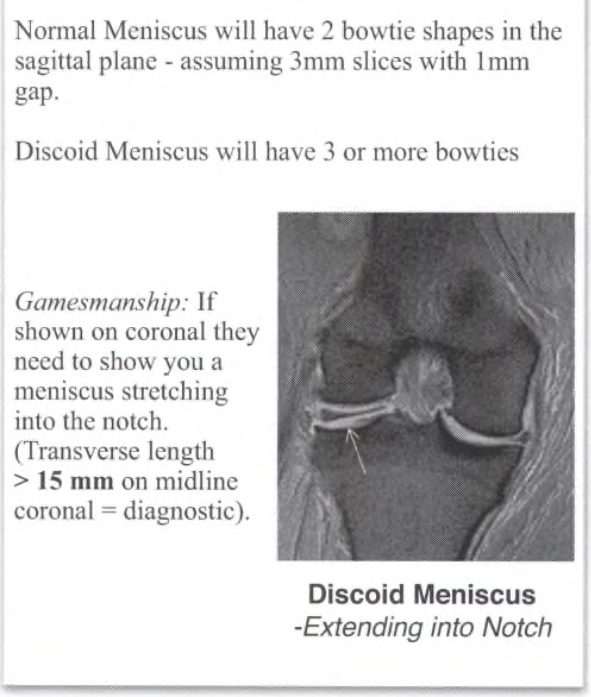 Normal Meniscus will have 2 bowtie shapes in the
sagittal plane - assuming 3mm slices with 1mm
gap.
Discoid Meniscus will have 3 or more bowties
Gamesmanship: If
shown on coronal they
need to show you a
meniscus stretching
into the notch.
(Transverse length
> 15 mm on midline
coronal = diagnostic).
Discoid Meniscus
-Extending into Notch